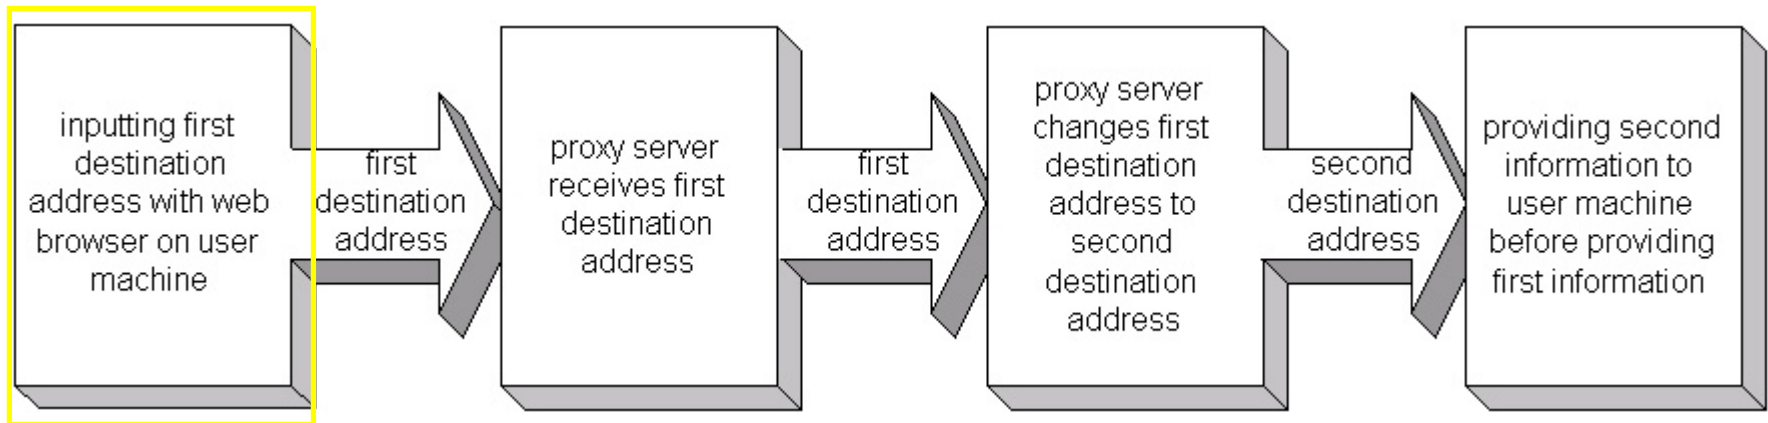 inputting first
destination
address with web
browser on user
machine
first
destination
address
proxy server
receives first
destination
address
first
destination
address
proxy server
changes first
destination
address to
second
destination
address
second
destination
address
providing second
information to
user machine
before providing
first information